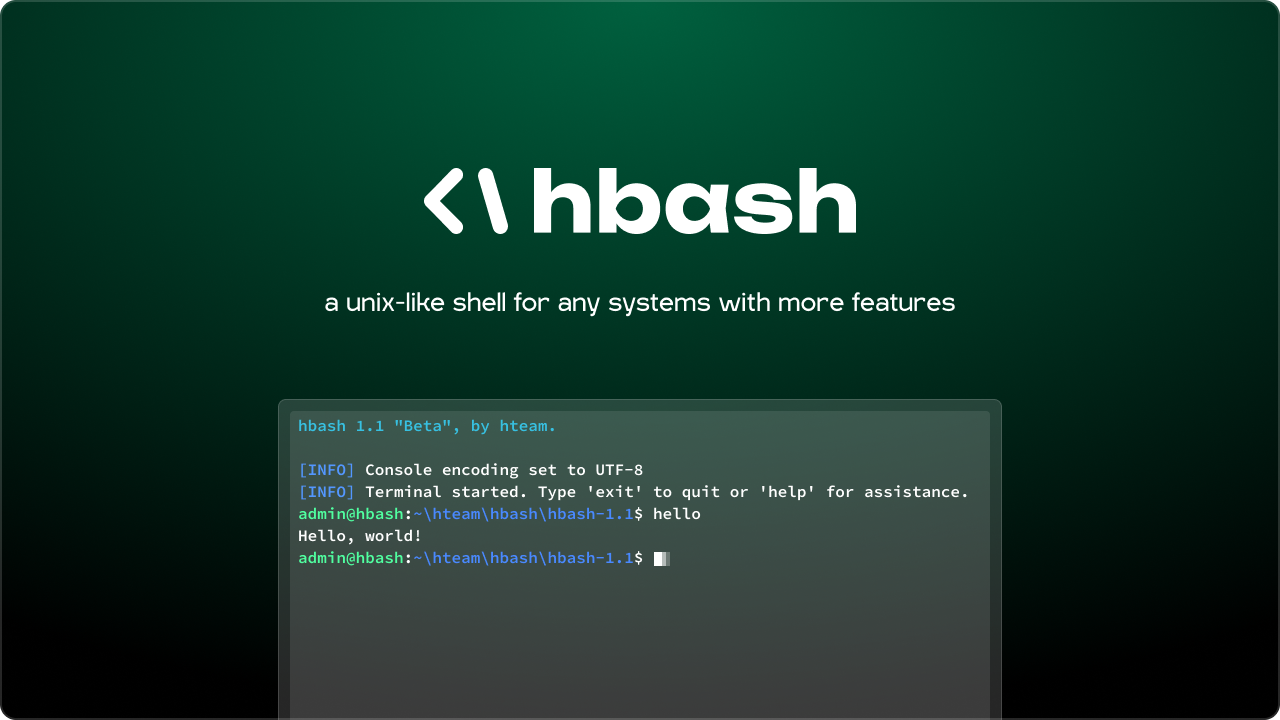 <\ hbash
a unix-like shell for any systems with more features
hbash 1.1 "Beta", by hteam.
[INFO] Console encoding set to UTF-8
[INFO] Terminal started. Type 'exit' to quit or 'help' for assistance.
admin@hbash:~\hteam\hbash\hbash-1.1$ hello
Hello, world!
admin@hbash:~\hteam\hbash\hbash-1.1$